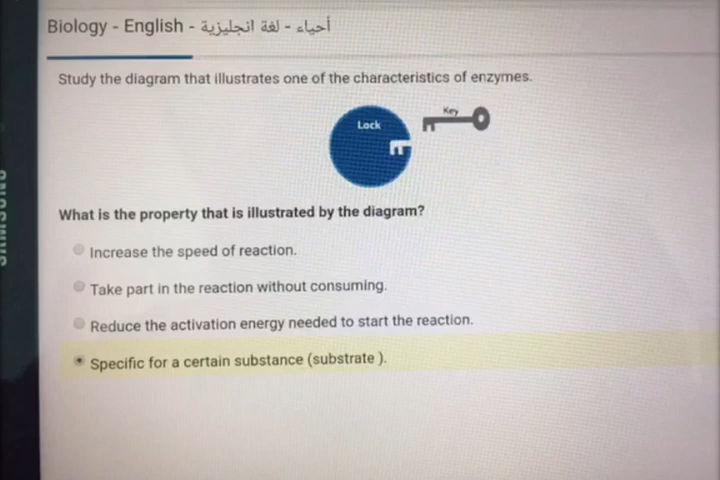 Biology - English - أحياء - لغة انجليزية
Study the diagram that illustrates one of the characteristics of enzymes.
Lock
Key
What is the property that is illustrated by the diagram?
Increase the speed of reaction.
Take part in the reaction without consuming.
Reduce the activation energy needed to start the reaction.
Specific for a certain substance (substrate ).
SAMSUNG